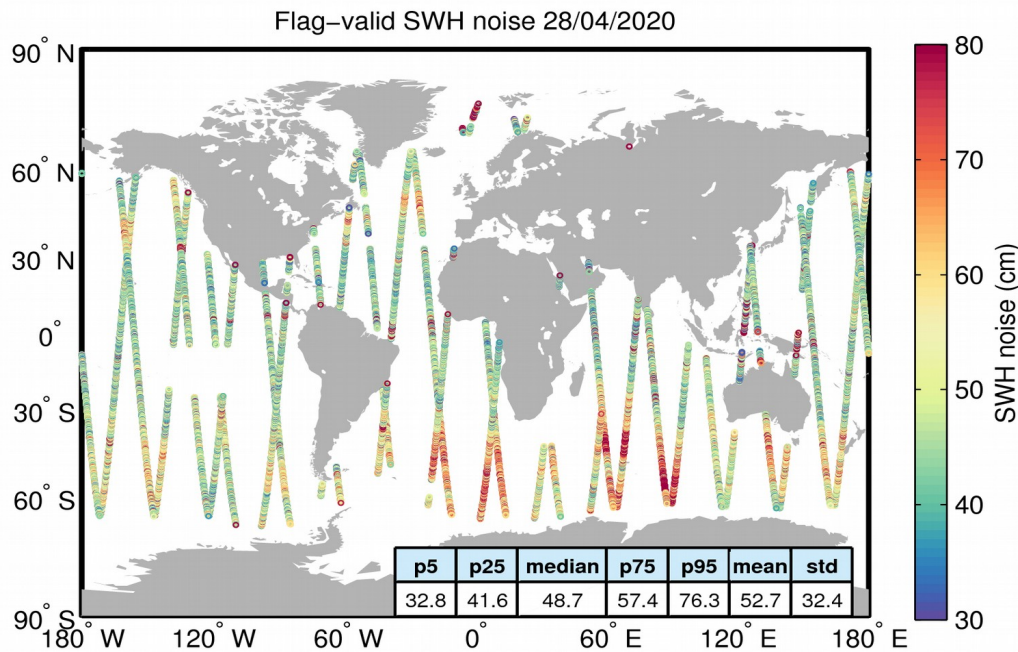 Flag−valid SWH noise 28/04/2020
90° N
60° N
30° N
0°
30° S
60° S
90° S
180° W
120° W
60° W
0°
60° E
120° E
180° E
p5 p25 median p75 p95 mean std
32.8 41.6 48.7 57.4 76.3 52.7 32.4
80
70
60
50
40
30
SWH noise (cm)